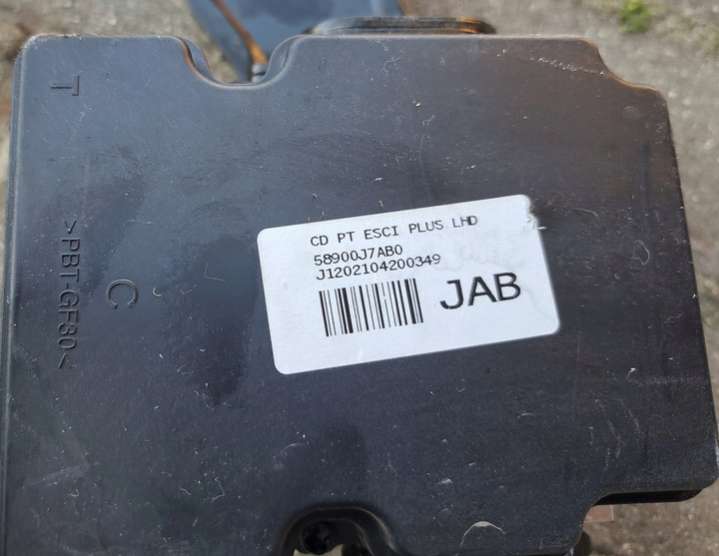 T
CD PT ESCI PLUS LHD
58900J7AB0
J1202104200349
JAB
C
>PBT-GF30<